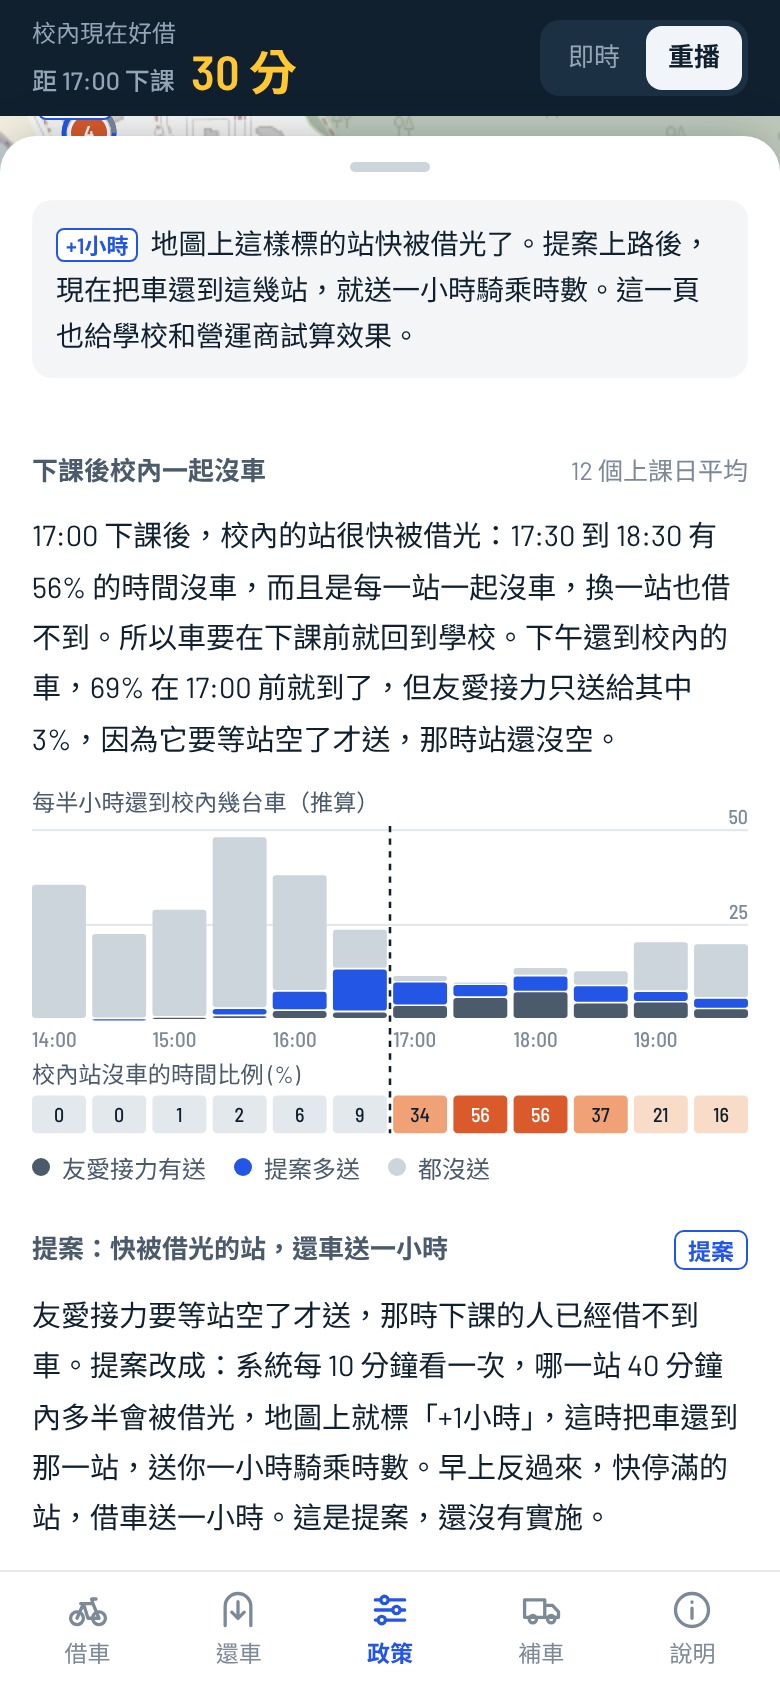 校內現在好借
距 17:00 下課 30 分
即時 重播
4
+1小時 地圖上這樣標的站快被借光了。提案上路後，
現在把車還到這幾站，就送一小時騎乘時數。這一頁
也給學校和營運商試算效果。
下課後校內一起沒車 12 個上課日平均
17:00 下課後，校內的站很快被借光：17:30 到 18:30 有
56% 的時間沒車，而且是每一站一起沒車，換一站也借
不到。所以車要在下課前就回到學校。下午還到校內的
車，69% 在 17:00 前就到了，但友愛接力只送給其中
3%，因為它要等站空了才送，那時站還沒空。
每半小時還到校內幾台車（推算）
50
25
14:00 15:00 16:00 17:00 18:00 19:00
校內站沒車的時間比例(%)
0 0 1 2 6 9 34 56 56 37 21 16
友愛接力有送 提案多送 都沒送
提案：快被借光的站，還車送一小時 提案
友愛接力要等站空了才送，那時下課的人已經借不到
車。提案改成：系統每 10 分鐘看一次，哪一站 40 分鐘
內多半會被借光，地圖上就標「+1小時」，這時把車還到
那一站，送你一小時騎乘時數。早上反過來，快停滿的
站，借車送一小時。這是提案，還沒有實施。
借車 還車 政策 補車 說明